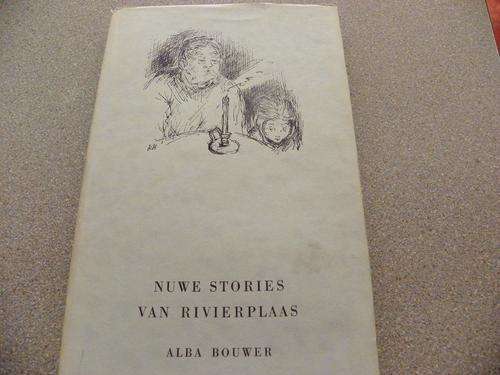 NUWE STORIES
VAN RIVIERPLAAS
ALBA BOUWER